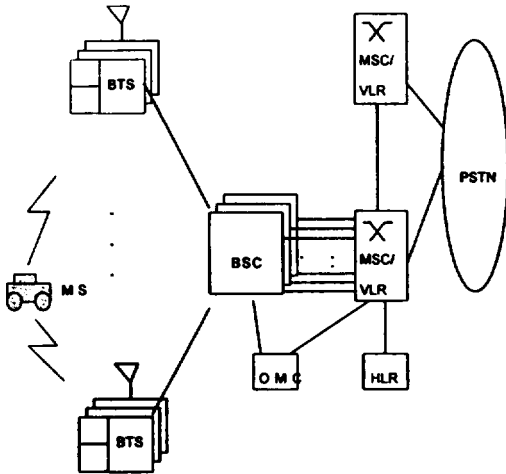 BTS
MSC/
VLR
PSTN
BSC
MSC/
VLR
M S
O M C
HLR
BTS